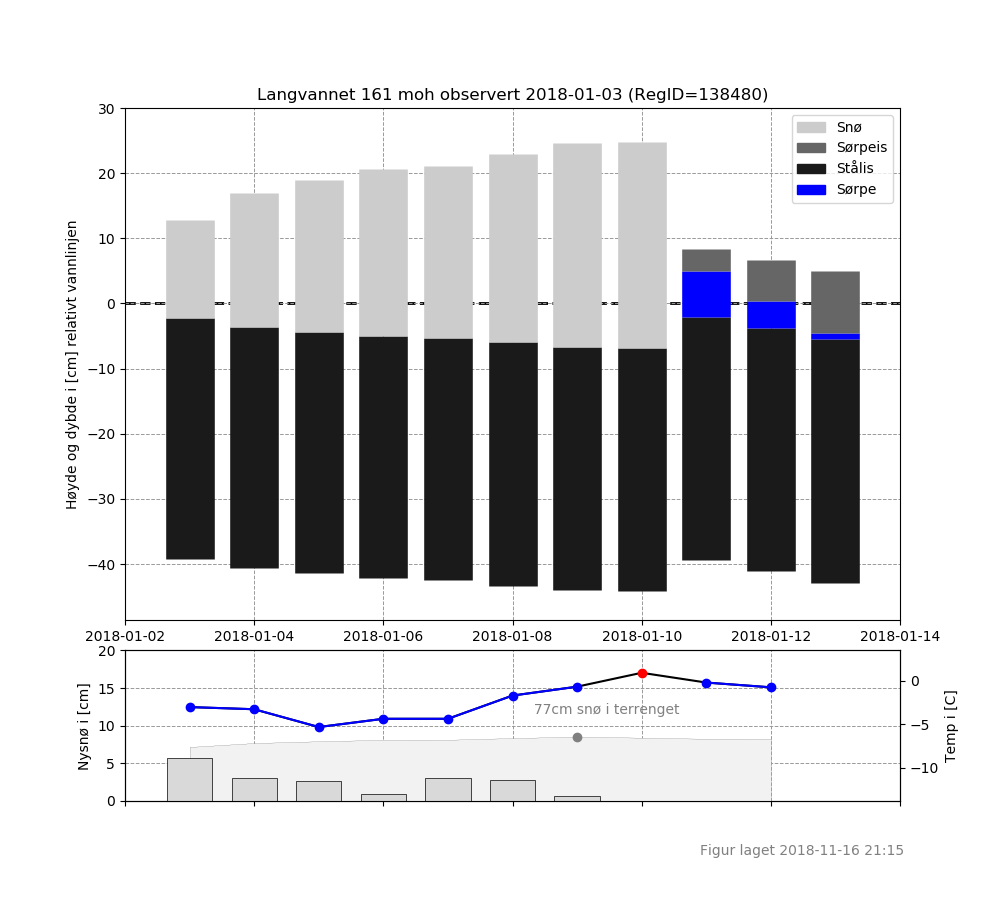 Langvannet 161 moh observert 2018-01-03 (RegID=138480)
Høyde og dybde i [cm] relativt vannlinjen
30
20
10
0
−10
−20
−30
−40
Snø
Sørpeis
Stålis
Sørpe
2018-01-02 2018-01-04 2018-01-06 2018-01-08 2018-01-10 2018-01-12 2018-01-14
Nysnø i [cm]
20
15
10
5
0
77cm snø i terrenget
0
−5
−10
Temp i [C]
Figur laget 2018-11-16 21:15